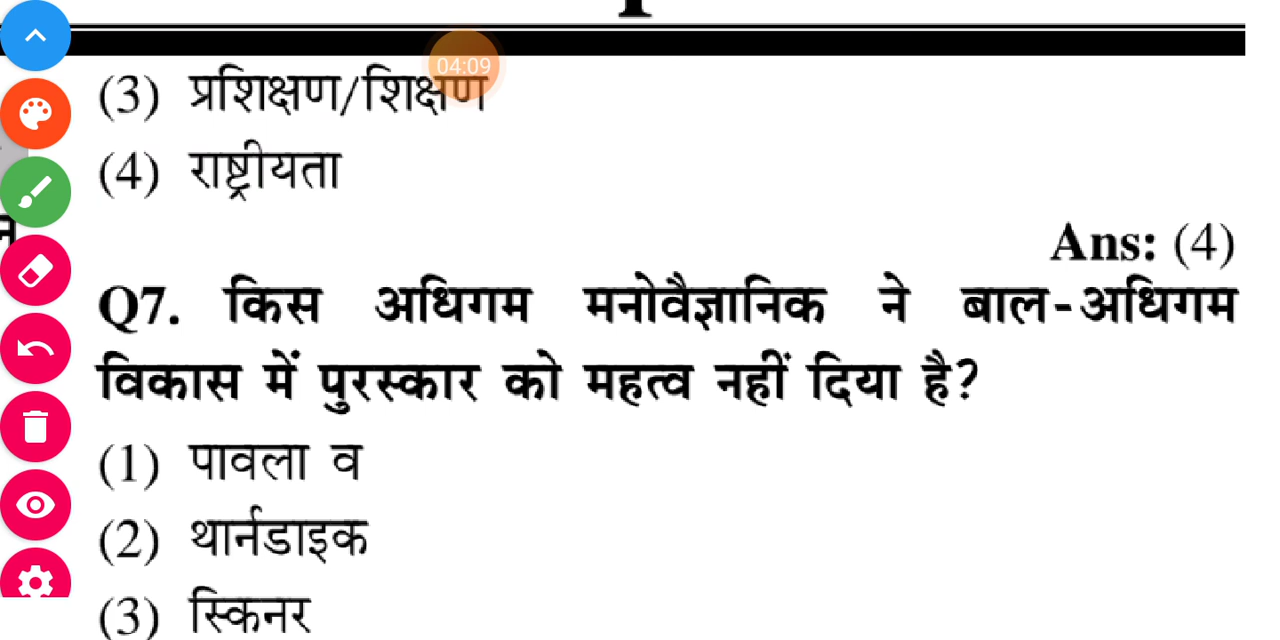 04:09
(3) प्रशिक्षण/शिक्षण
(4) राष्ट्रीयता
Ans: (4)
Q7. किस अधिगम मनोवैज्ञानिक ने बाल-अधिगम
विकास में पुरस्कार को महत्व नहीं दिया है?
(1) पावला व
(2) थार्नडाइक
(3) स्किनर